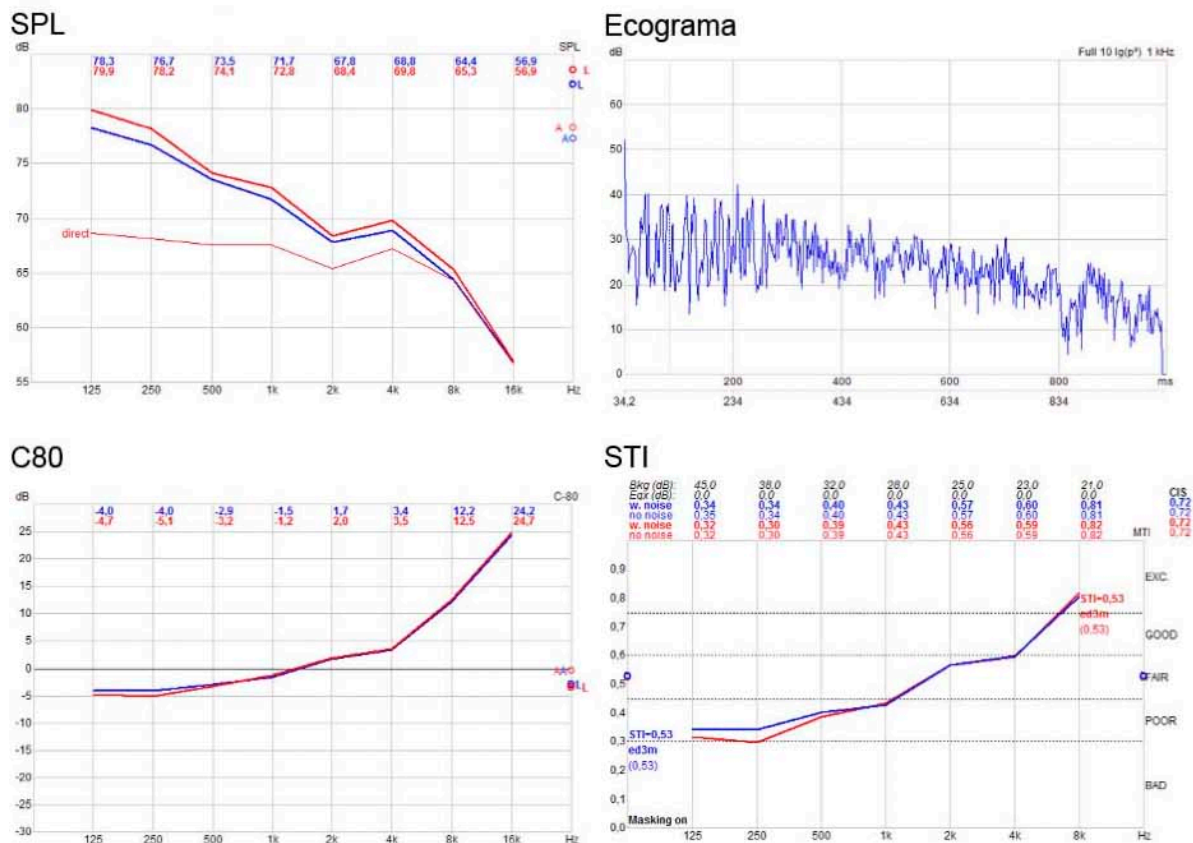 SPL
dB
SPL
78,3 76,7 73,5 71,7 67,8 68,8 64,4 56,9
79,9 78,2 74,1 72,8 68,4 69,8 65,3 56,9
L
L
80
A
A
75
70
direct
65
60
55
125 250 500 1k 2k 4k 8k 16k Hz
Ecograma
dB
Full 10 lg(p²) 1 kHz
70
60
50
40
30
20
10
0
200 400 600 800 ms
34,2 234 434 634 834
C80
dB
C-80
-4,0 -4,0 -2,9 -1,5 1,7 3,4 12,2 24,2
-4,7 -5,1 -3,2 -1,2 2,0 3,5 12,5 24,7
25
20
15
10
5
0
AA
L
L
-5
-10
-15
-20
-25
-30
125 250 500 1k 2k 4k 8k 16k Hz
STI
Bkg (dB): 45,0 38,0 32,0 28,0 25,0 23,0 21,0
Eqx (dB): 0,0 0,0 0,0 0,0 0,0 0,0 0,0 CIS
w. noise 0,34 0,34 0,40 0,43 0,57 0,60 0,81 0,72
no noise 0,35 0,34 0,40 0,43 0,57 0,60 0,81 0,72
w. noise 0,32 0,30 0,39 0,43 0,56 0,59 0,82 0,72
no noise 0,32 0,30 0,39 0,43 0,56 0,59 0,82 MTI 0,72
0,9
EXC.
0,8
STI=0,53
ed3m
(0,53)
0,7
GOOD
0,6
0,5
FAIR
0,4
POOR
0,3
STI=0,53
ed3m
(0,53)
0,2
BAD
0,1
0,0
Masking on
125 250 500 1k 2k 4k 8k Hz